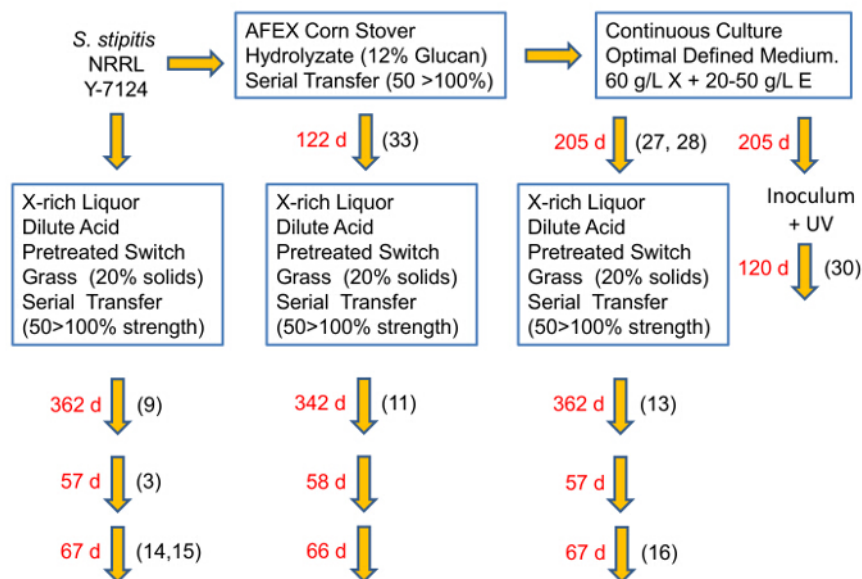 S. stipitis
NRRL
Y-7124
AFEX Corn Stover
Hydrolyzate (12% Glucan)
Serial Transfer (50 >100%)
Continuous Culture
Optimal Defined Medium.
60 g/L X + 20-50 g/L E
122 d
(33)
205 d
(27, 28)
205 d
X-rich Liquor
Dilute Acid
Pretreated Switch
Grass (20% solids)
Serial Transfer
(50>100% strength)
X-rich Liquor
Dilute Acid
Pretreated Switch
Grass (20% solids)
Serial Transfer
(50>100% strength)
X-rich Liquor
Dilute Acid
Pretreated Switch
Grass (20% solids)
Serial Transfer
(50>100% strength)
Inoculum
+ UV
120 d
(30)
362 d
(9)
342 d
(11)
362 d
(13)
57 d
(3)
58 d
57 d
67 d
(14,15)
66 d
67 d
(16)